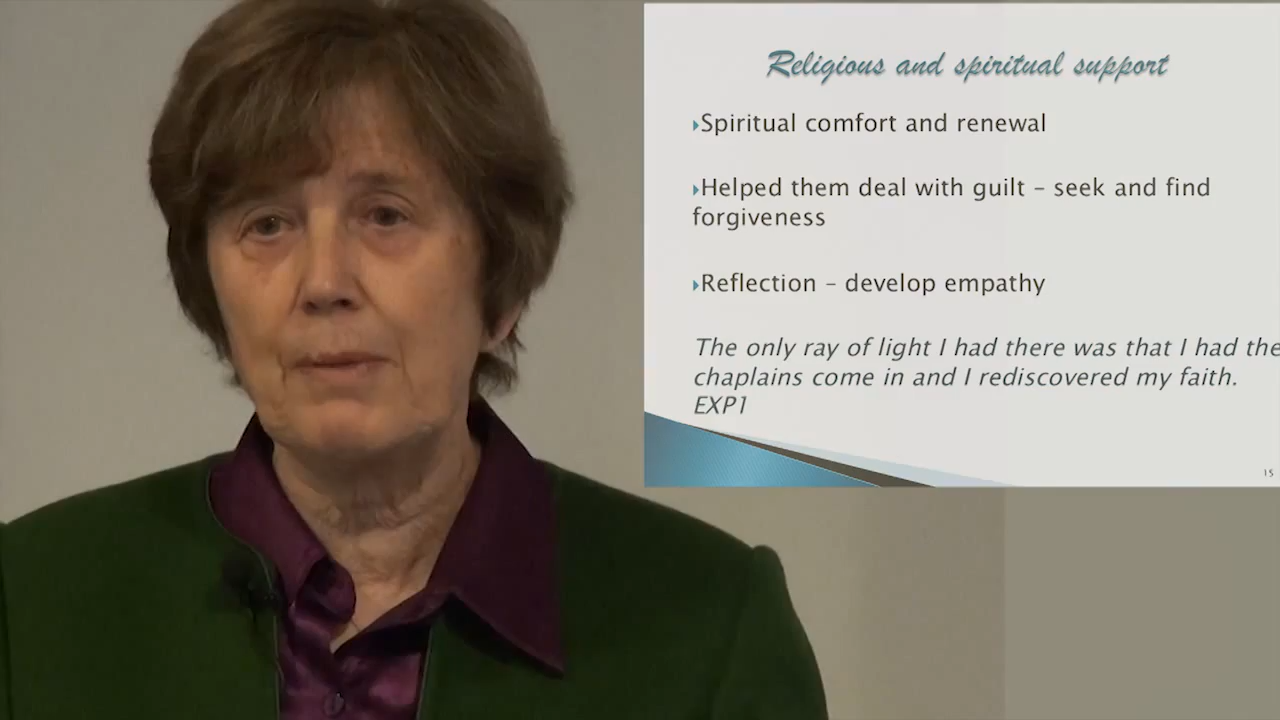 Religious and spiritual support
Spiritual comfort and renewal
Helped them deal with guilt – seek and find
forgiveness
Reflection – develop empathy
The only ray of light I had there was that I had the
chaplains come in and I rediscovered my faith.
EXP1
15